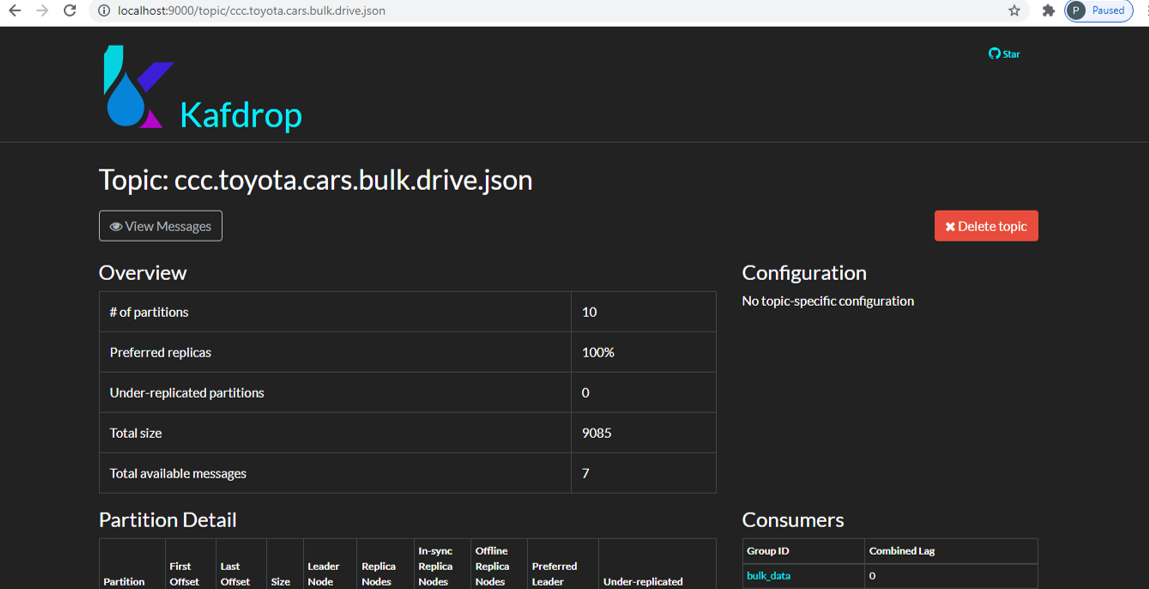 localhost:9000/topic/ccc.toyota.cars.bulk.drive.json
P Paused
Star
Kafdrop
Topic: ccc.toyota.cars.bulk.drive.json
View Messages
Delete topic
Overview
# of partitions 10
Preferred replicas 100%
Under-replicated partitions 0
Total size 9085
Total available messages 7
Configuration
No topic-specific configuration
Partition Detail
Partition
First
Offset
Last
Offset
Size
Leader
Node
Replica
Nodes
In-sync
Replica
Nodes
Offline
Replica
Nodes
Preferred
Leader
Under-replicated
Consumers
Group ID Combined Lag
bulk_data 0